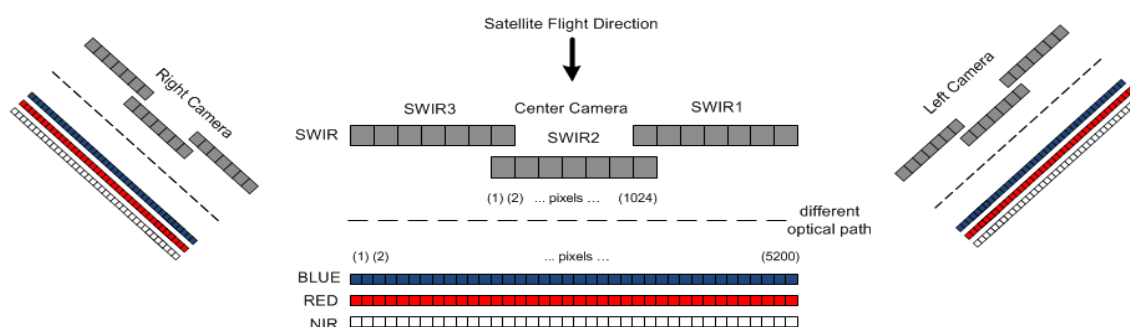 Satellite Flight Direction
Right Camera
Left Camera
SWIR3
Center Camera
SWIR1
SWIR
SWIR2
(1) (2) ... pixels ... (1024)
different
optical path
(1) (2) ... pixels ... (5200)
BLUE
RED
NIR